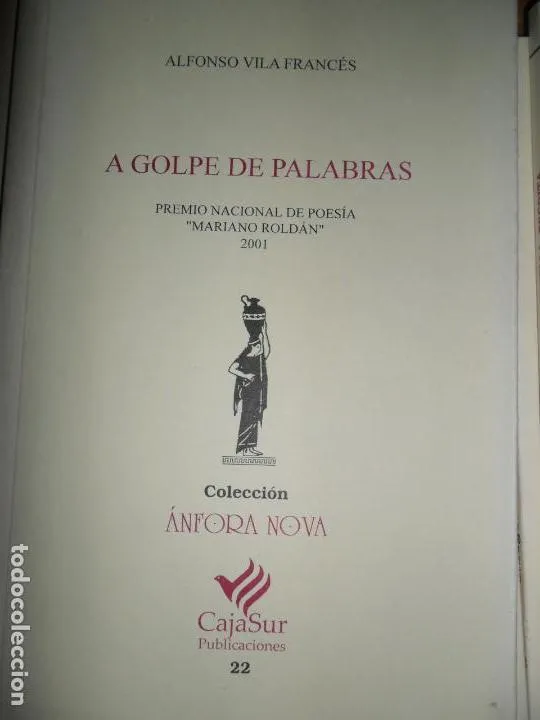 ALFONSO VILA FRANCÉS
A GOLPE DE PALABRAS
PREMIO NACIONAL DE POESÍA
"MARIANO ROLDÁN"
2001
Colección
ÁNFORA NOVA
CajaSur
Publicaciones
22
todocoleccion.net